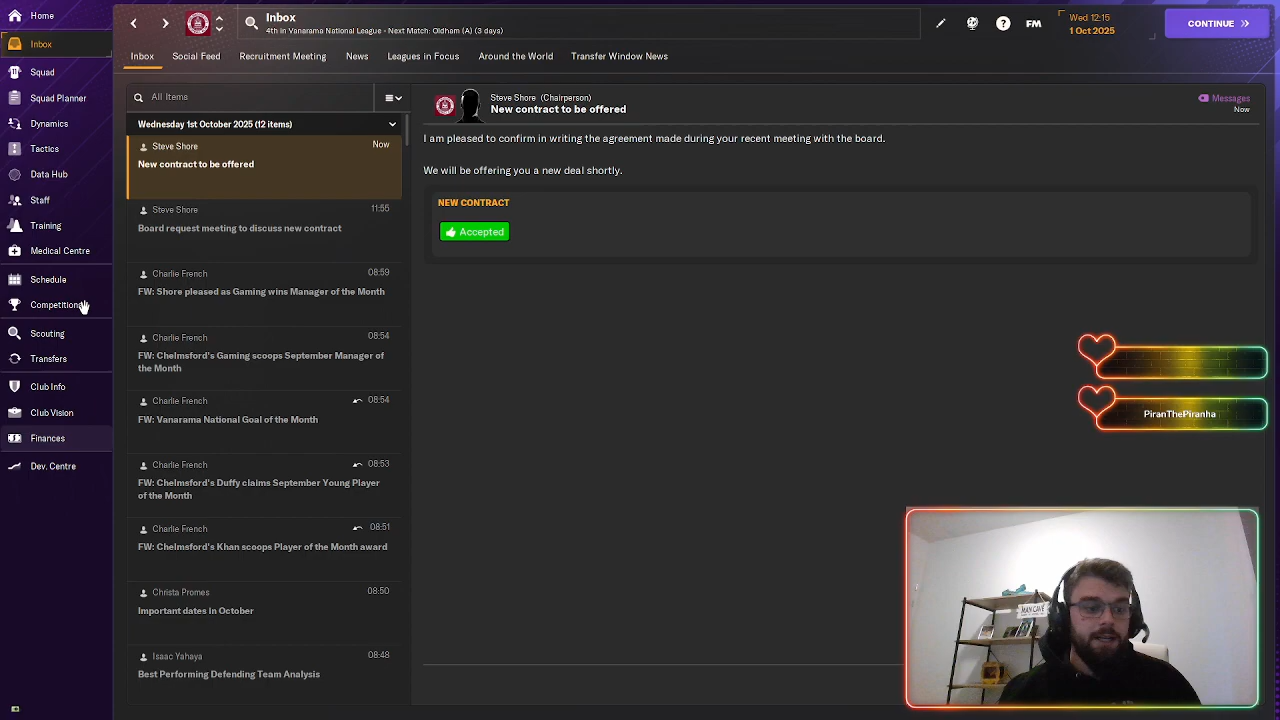 Home
Inbox
Squad
Squad Planner
Dynamics
Tactics
Data Hub
Staff
Training
Medical Centre
Schedule
Competitions
Scouting
Transfers
Club Info
Club Vision
Finances
Dev. Centre
Inbox
4th in Vanarama National League - Next Match: Oldham (A) (3 days)
FM
Wed 12:15
1 Oct 2025
CONTINUE
Inbox
Social Feed
Recruitment Meeting
News
Leagues in Focus
Around the World
Transfer Window News
All Items
Wednesday 1st October 2025 (12 items)
Steve Shore
Now
New contract to be offered
Steve Shore
11:55
Board request meeting to discuss new contract
Charlie French
08:59
FW: Shore pleased as Gaming wins Manager of the Month
Charlie French
08:54
FW: Chelmsford's Gaming scoops September Manager of
the Month
Charlie French
08:54
FW: Vanarama National Goal of the Month
Charlie French
08:53
FW: Chelmsford's Duffy claims September Young Player
of the Month
Charlie French
08:51
FW: Chelmsford's Khan scoops Player of the Month award
Christa Promes
08:50
Important dates in October
Isaac Yahaya
08:48
Best Performing Defending Team Analysis
Steve Shore (Chairperson)
New contract to be offered
Messages
Now
I am pleased to confirm in writing the agreement made during your recent meeting with the board.
We will be offering you a new deal shortly.
NEW CONTRACT
Accepted
PiranThePiranha
MAN CAVE